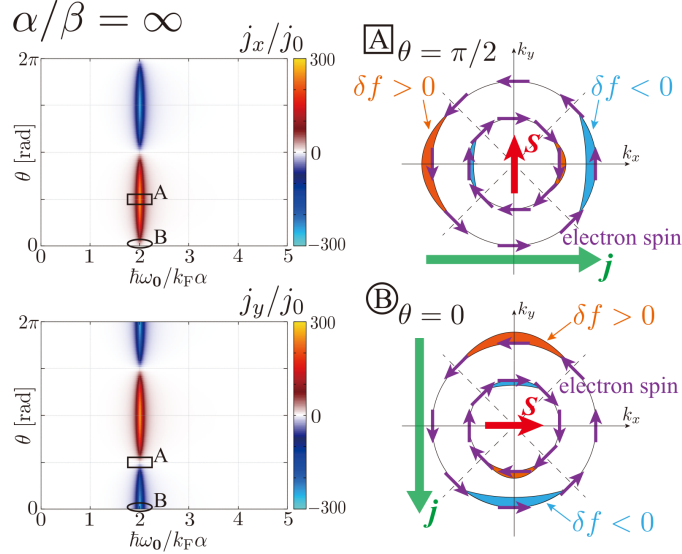 α/β = ∞
j_x/j_0
2π
θ [rad]
0
A
B
300
0
−300
0 1 2 3 4 5
ħω_0/k_Fα
j_y/j_0
2π
θ [rad]
0
A
B
300
0
−300
0 1 2 3 4 5
ħω_0/k_Fα
A θ = π/2
k_y
δf > 0
δf < 0
S
k_x
electron spin
j
B θ = 0
k_y
δf > 0
electron spin
S
k_x
j
δf < 0